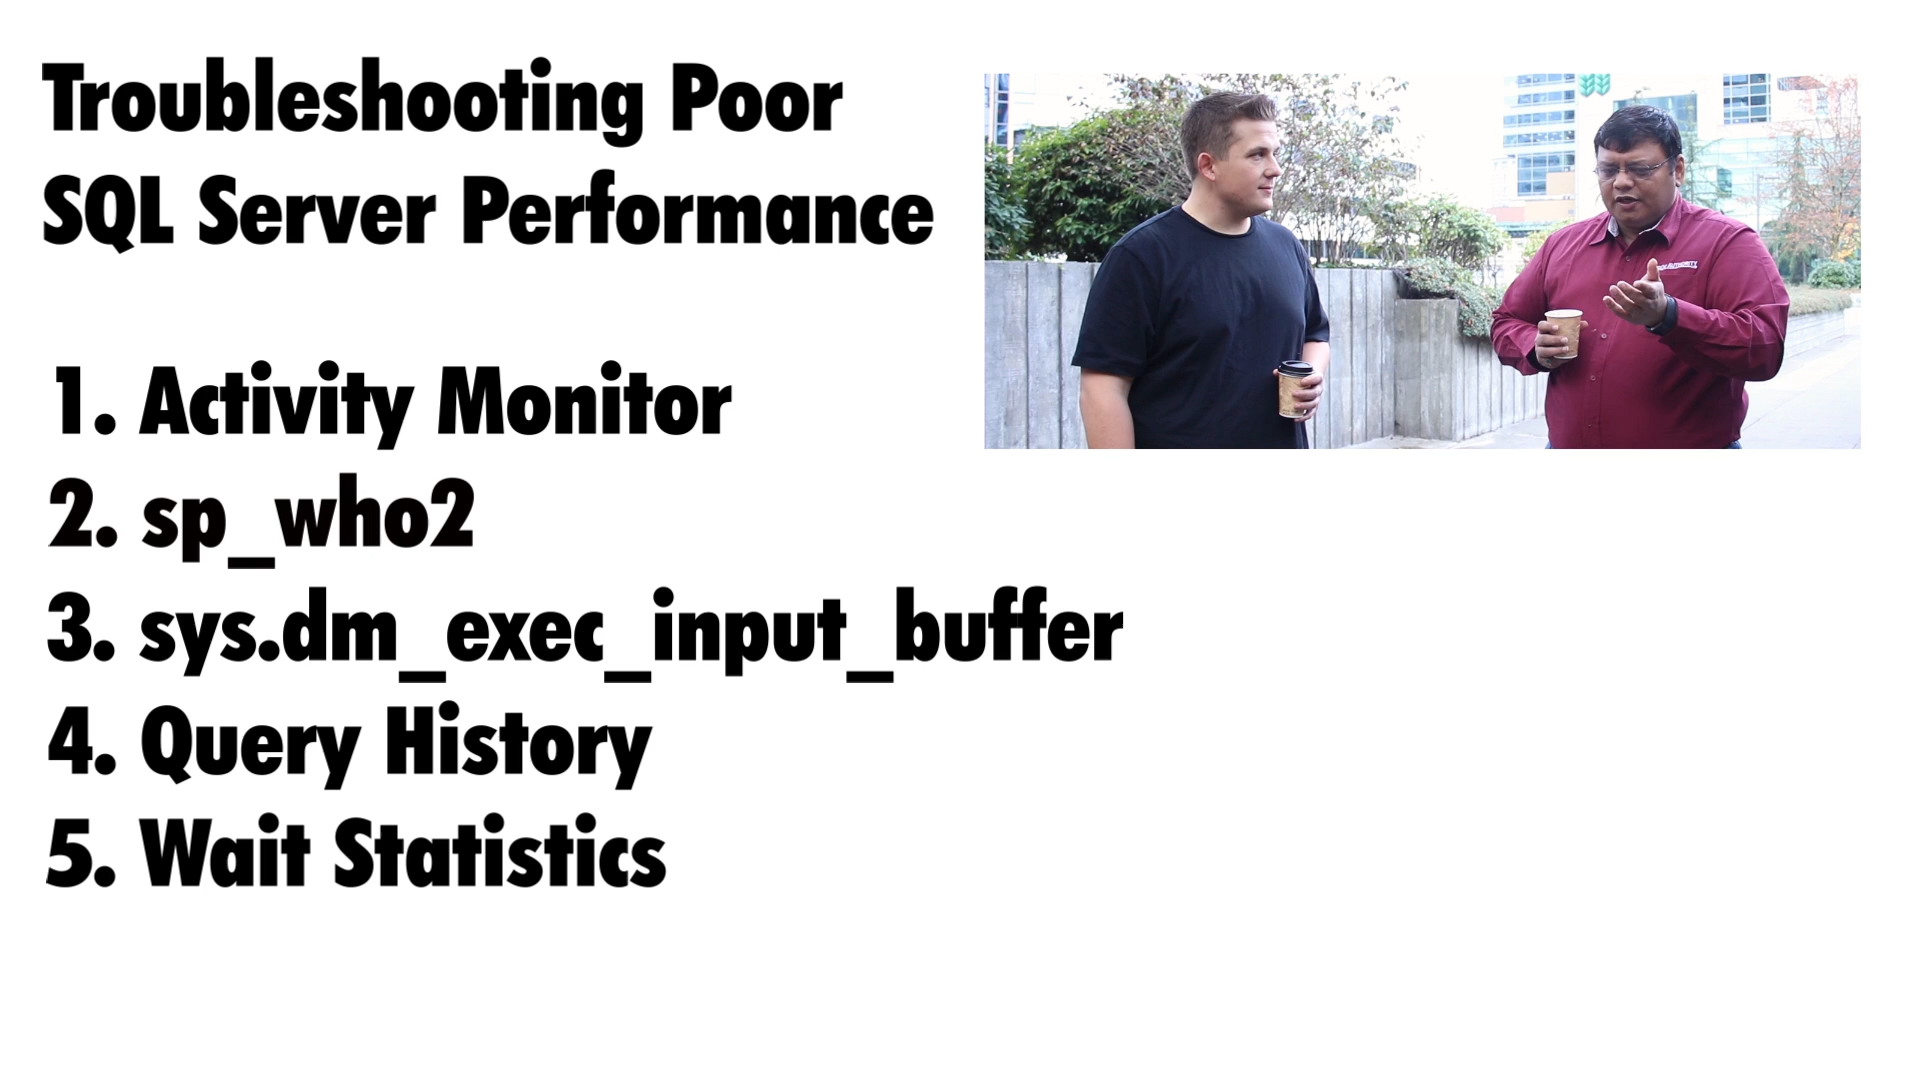 Troubleshooting Poor
SQL Server Performance
1. Activity Monitor
2. sp_who2
3. sys.dm_exec_input_buffer
4. Query History
5. Wait Statistics